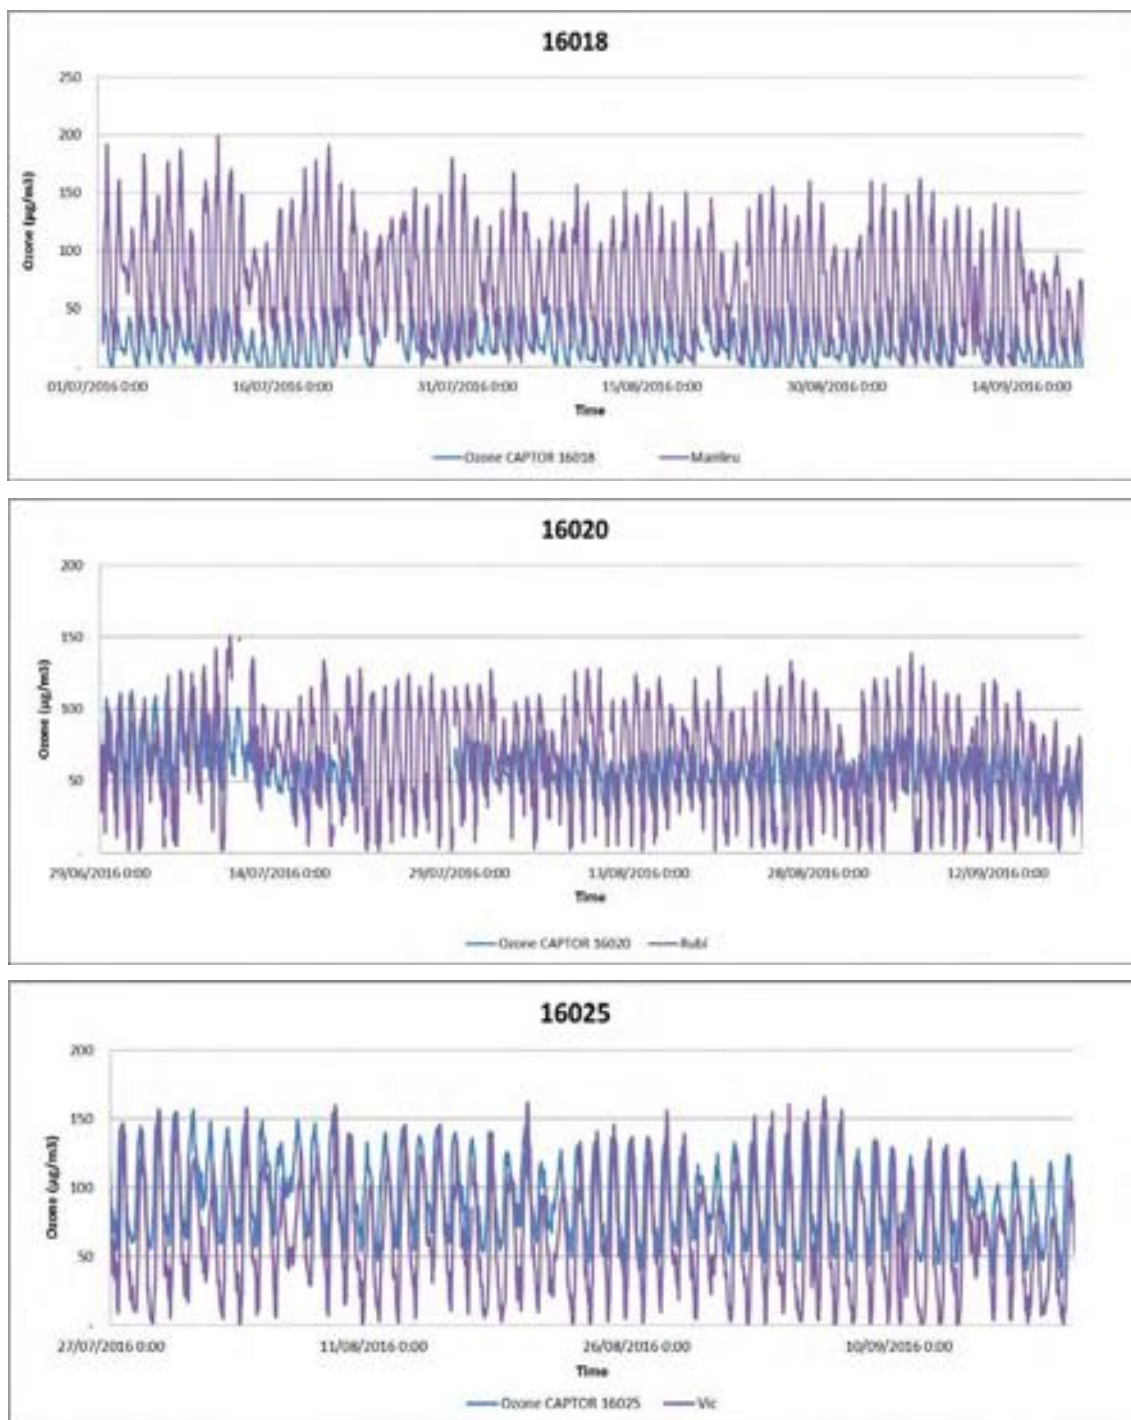 16018
250
200
150
100
50
-
Ozone (µg/m3)
01/07/2016 0:00 16/07/2016 0:00 31/07/2016 0:00 15/08/2016 0:00 30/08/2016 0:00 14/09/2016 0:00
Time
Ozone CAPTOR 16018 Manlleu
16020
200
150
100
50
-
Ozone (µg/m3)
29/06/2016 0:00 14/07/2016 0:00 29/07/2016 0:00 13/08/2016 0:00 28/08/2016 0:00 12/09/2016 0:00
Time
Ozone CAPTOR 16020 Rubí
16025
200
150
100
50
-
Ozone (µg/m3)
27/07/2016 0:00 11/08/2016 0:00 26/08/2016 0:00 10/09/2016 0:00
Time
Ozone CAPTOR 16025 Vic